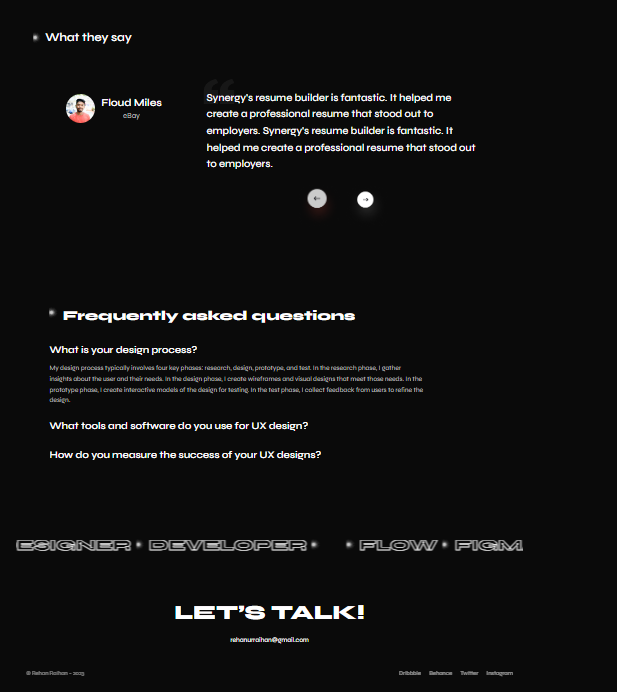 What they say
Floud Miles
eBay
“
Synergy's resume builder is fantastic. It helped me
create a professional resume that stood out to
employers. Synergy's resume builder is fantastic. It
helped me create a professional resume that stood out
to employers.
Frequently asked questions
What is your design process?
My design process typically involves four key phases: research, design, prototype, and test. In the research phase, I gather
insights about the user and their needs. In the design phase, I create wireframes and visual designs that meet those needs. In the
prototype phase, I create interactive models of the design for testing. In the test phase, I collect feedback from users to refine the
design.
What tools and software do you use for UX design?
How do you measure the success of your UX designs?
ESIGNER DEVELOPER FLOW FIGM
LET'S TALK!
rehanurraihan@gmail.com
© Rehan Raihan - 2023
Dribbble Behance Twitter Instagram